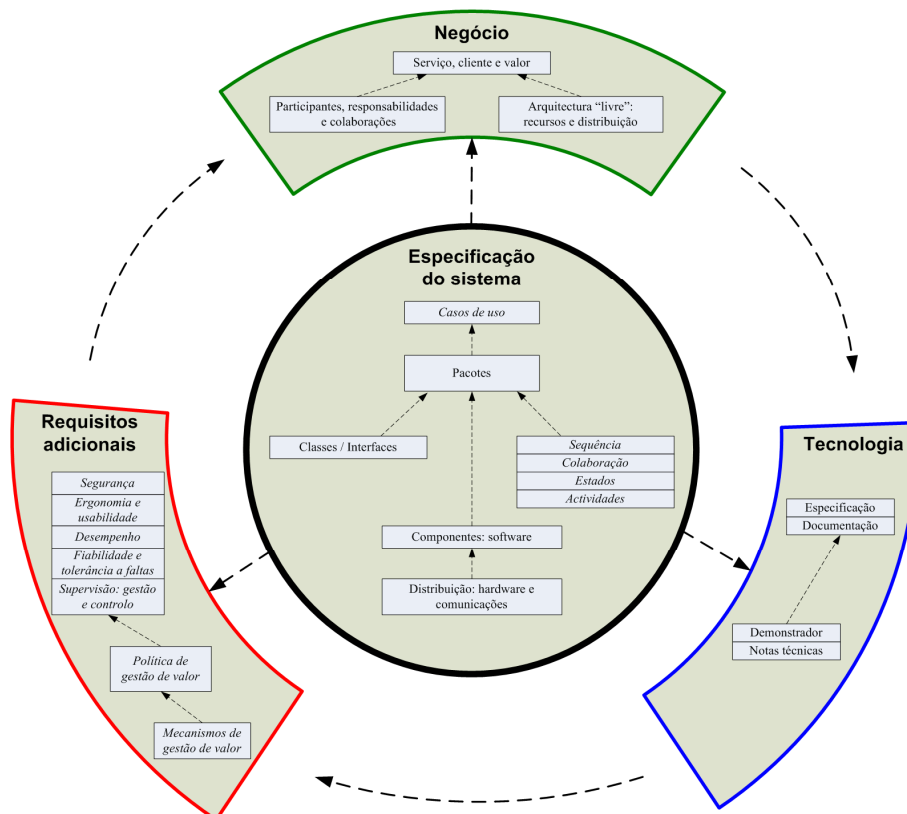 Negócio
Serviço, cliente e valor
Participantes, responsabilidades
e colaborações
Arquitectura “livre”:
recursos e distribuição
Especificação
do sistema
Casos de uso
Pacotes
Classes / Interfaces
Sequência
Colaboração
Estados
Actividades
Componentes: software
Distribuição: hardware e
comunicações
Requisitos
adicionais
Segurança
Ergonomia e
usabilidade
Desempenho
Fiabilidade e
tolerância a faltas
Supervisão: gestão
e controlo
Política de
gestão de valor
Mecanismos de
gestão de valor
Tecnologia
Especificação
Documentação
Demonstrador
Notas técnicas